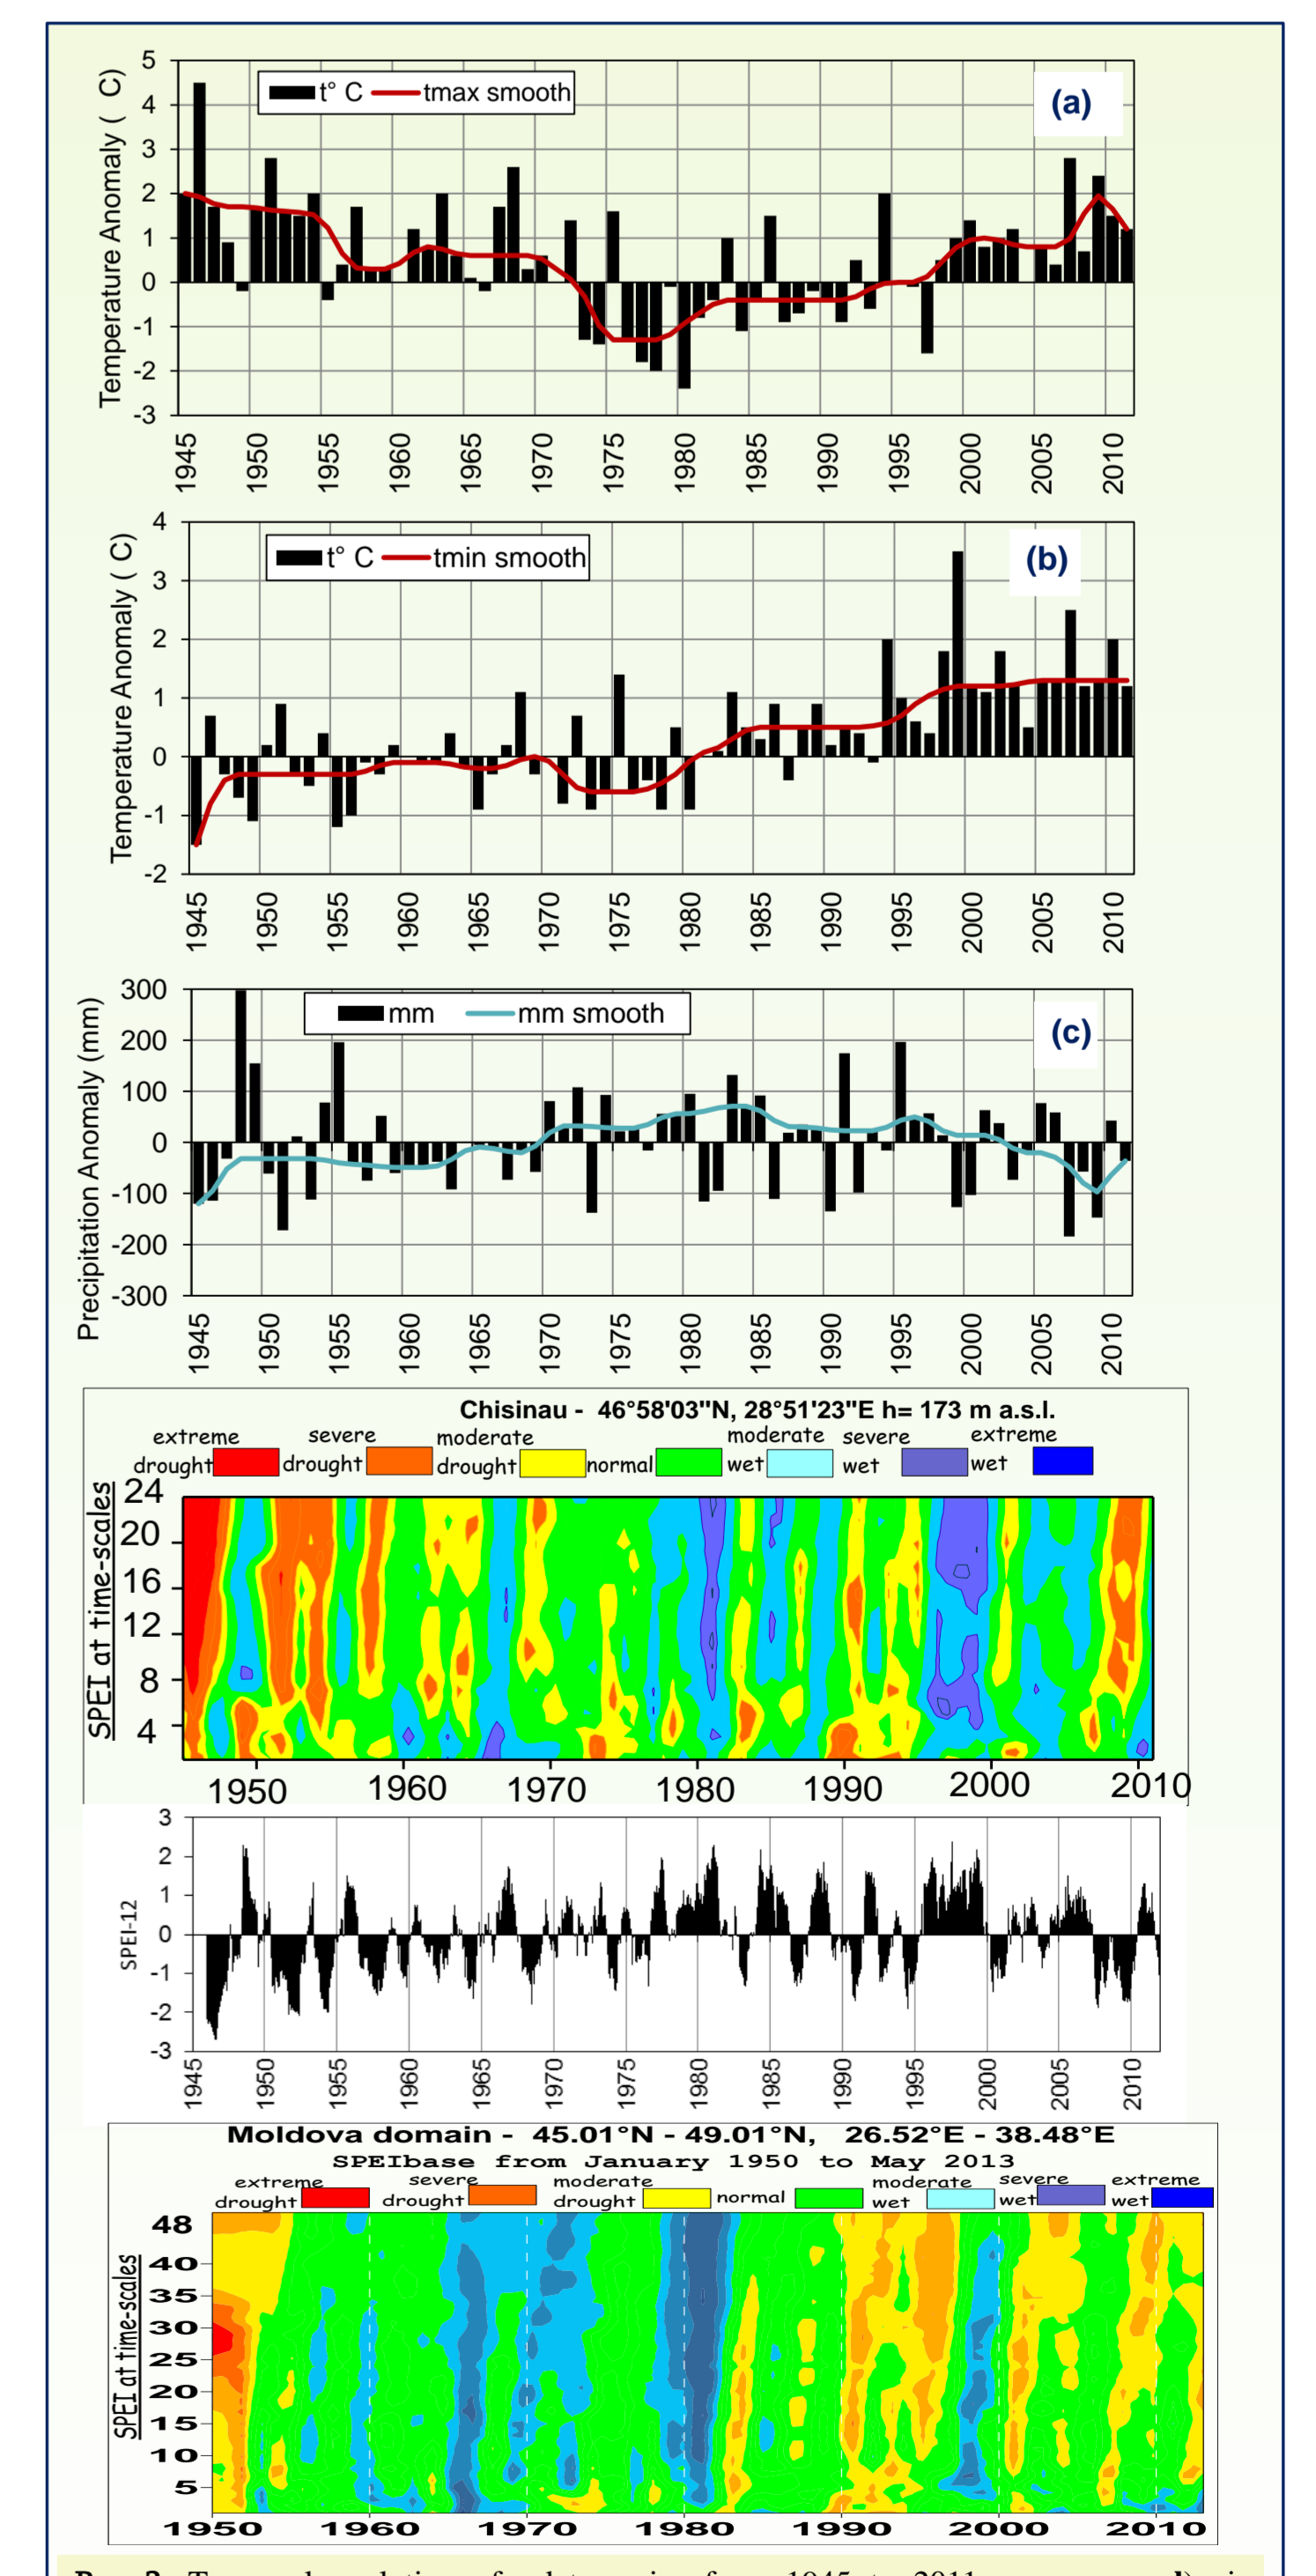 5
4
3
2
1
0
-1
-2
-3
Temperature Anomaly ( C)
t° C tmax smooth
(a)
1945 1950 1955 1960 1965 1970 1975 1980 1985 1990 1995 2000 2005 2010
4
3
2
1
0
-1
-2
Temperature Anomaly ( C)
t° C tmin smooth
(b)
1945 1950 1955 1960 1965 1970 1975 1980 1985 1990 1995 2000 2005 2010
300
200
100
0
-100
-200
-300
Precipitation Anomaly (mm)
mm mm smooth
(c)
1945 1950 1955 1960 1965 1970 1975 1980 1985 1990 1995 2000 2005 2010
Chisinau - 46°58'03"N, 28°51'23"E h= 173 m a.s.l.
extreme severe moderate moderate severe extreme
drought drought drought normal wet wet wet
24
20
16
12
8
4
SPEI at time-scales
1950 1960 1970 1980 1990 2000 2010
3
2
1
0
-1
-2
-3
SPEI-12
1945 1950 1955 1960 1965 1970 1975 1980 1985 1990 1995 2000 2005 2010
Moldova domain - 45.01°N - 49.01°N, 26.52°E - 38.48°E
SPEIbase from January 1950 to May 2013
extreme severe moderate moderate severe extreme
drought drought drought normal wet wet wet
48
40
35
30
25
20
15
10
5
SPEI at time-scales
1950 1960 1970 1980 1990 2000 2010